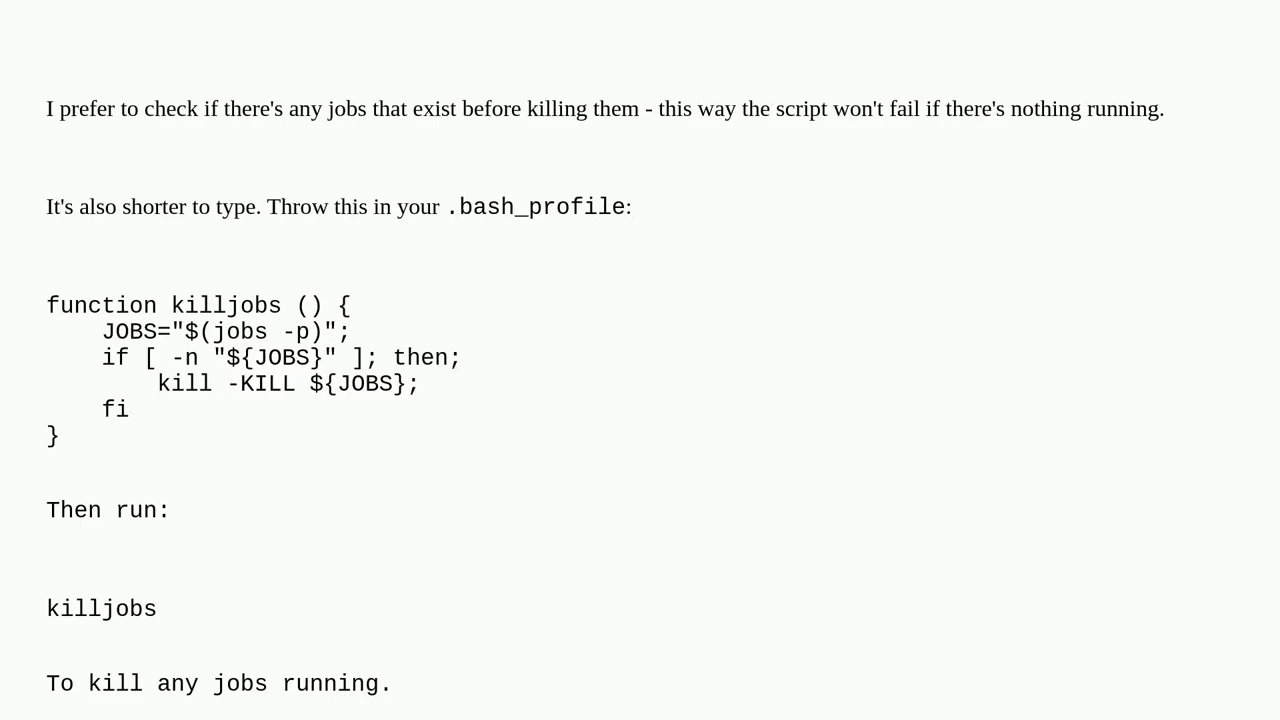 I prefer to check if there's any jobs that exist before killing them - this way the script won't fail if there's nothing running.
It's also shorter to type. Throw this in your .bash_profile:
function killjobs () {
    JOBS="$(jobs -p)";
    if [ -n "${JOBS}" ]; then;
        kill -KILL ${JOBS};
    fi
}
Then run:
killjobs
To kill any jobs running.